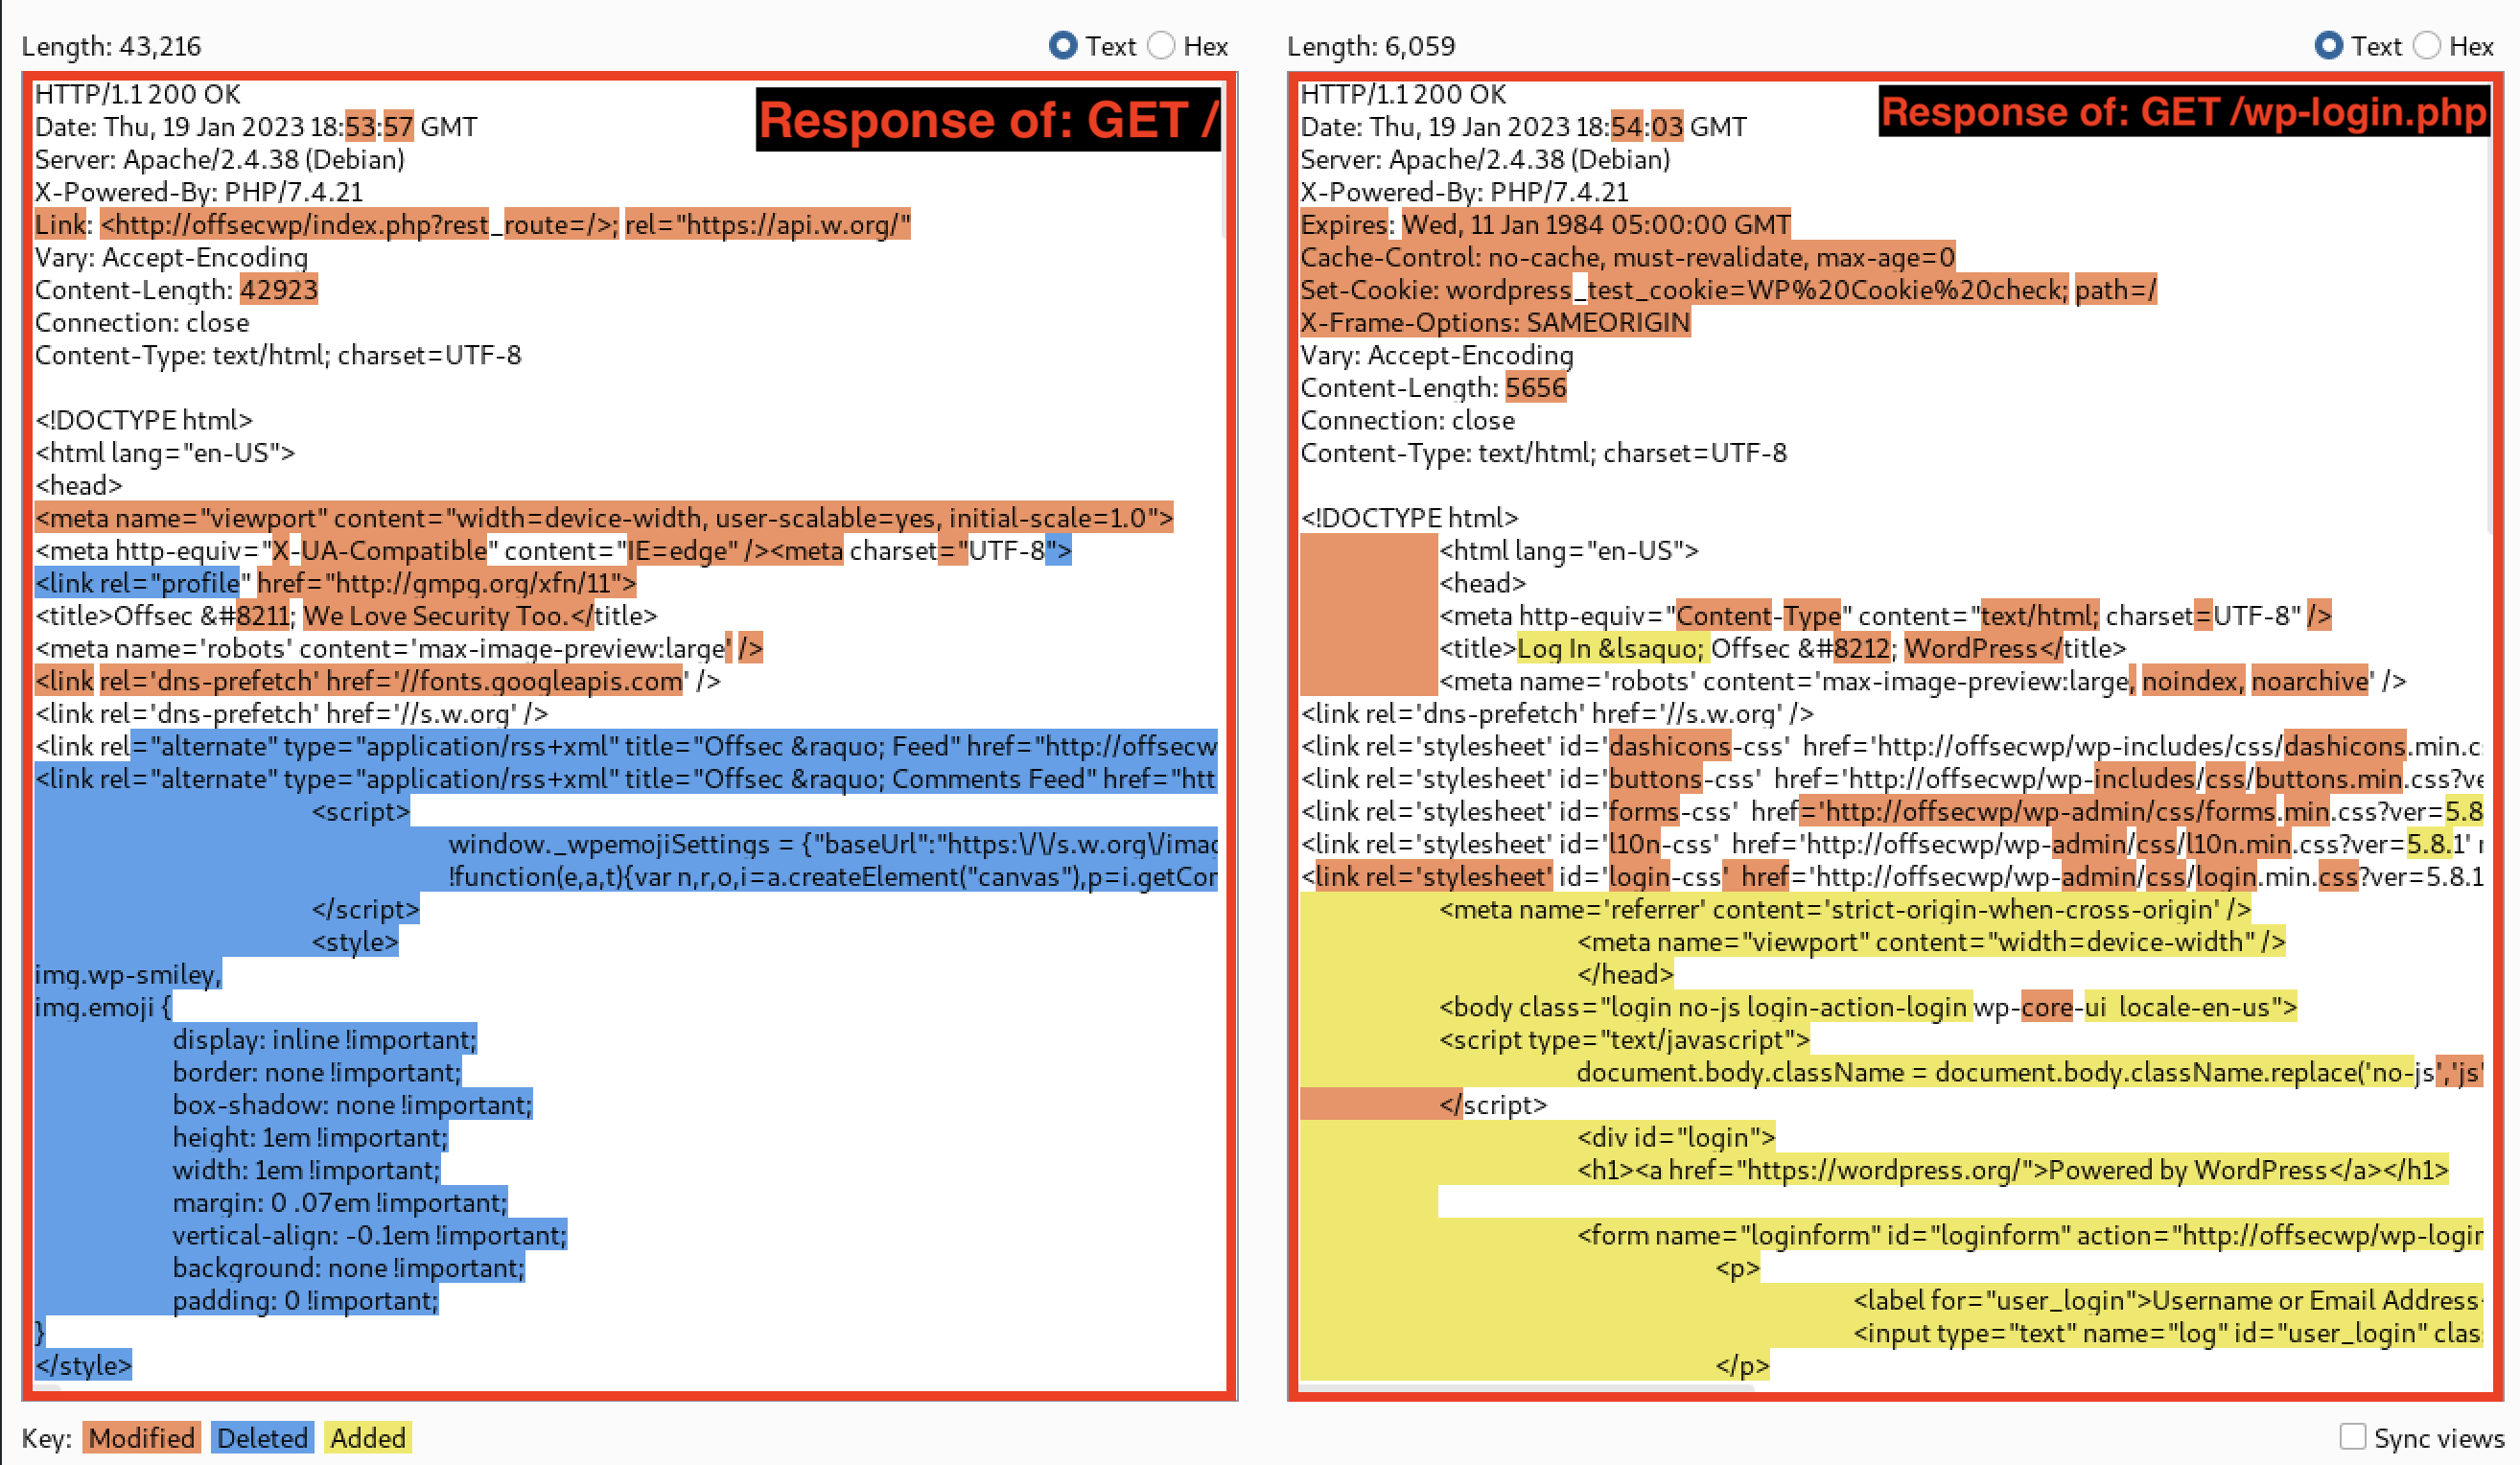 Length: 43,216
Text
Hex
HTTP/1.1 200 OK
Response of: GET /
Date: Thu, 19 Jan 2023 18:53:57 GMT
Server: Apache/2.4.38 (Debian)
X-Powered-By: PHP/7.4.21
Link: <http://offsecwp/index.php?rest_route=/>; rel="https://api.w.org/"
Vary: Accept-Encoding
Content-Length: 42923
Connection: close
Content-Type: text/html; charset=UTF-8
<!DOCTYPE html>
<html lang="en-US">
<head>
<meta name="viewport" content="width=device-width, user-scalable=yes, initial-scale=1.0">
<meta http-equiv="X-UA-Compatible" content="IE=edge" /><meta charset="UTF-8">
<link rel="profile" href="http://gmpg.org/xfn/11">
<title>Offsec &#8211; We Love Security Too.</title>
<meta name='robots' content='max-image-preview:large' />
<link rel='dns-prefetch' href='//fonts.googleapis.com' />
<link rel='dns-prefetch' href='//s.w.org' />
<link rel="alternate" type="application/rss+xml" title="Offsec &raquo; Feed" href="http://offsecw
<link rel="alternate" type="application/rss+xml" title="Offsec &raquo; Comments Feed" href="htt
<script>
window._wpemojiSettings = {"baseUrl":"https:\/\/s.w.org\/imag
!function(e,a,t){var n,r,o,i=a.createElement("canvas"),p=i.getCon
</script>
<style>
img.wp-smiley,
img.emoji {
display: inline !important;
border: none !important;
box-shadow: none !important;
height: 1em !important;
width: 1em !important;
margin: 0 .07em !important;
vertical-align: -0.1em !important;
background: none !important;
padding: 0 !important;
}
</style>
Length: 6,059
Text
Hex
HTTP/1.1 200 OK
Response of: GET /wp-login.php
Date: Thu, 19 Jan 2023 18:54:03 GMT
Server: Apache/2.4.38 (Debian)
X-Powered-By: PHP/7.4.21
Expires: Wed, 11 Jan 1984 05:00:00 GMT
Cache-Control: no-cache, must-revalidate, max-age=0
Set-Cookie: wordpress_test_cookie=WP%20Cookie%20check; path=/
X-Frame-Options: SAMEORIGIN
Vary: Accept-Encoding
Content-Length: 5656
Connection: close
Content-Type: text/html; charset=UTF-8
<!DOCTYPE html>
<html lang="en-US">
<head>
<meta http-equiv="Content-Type" content="text/html; charset=UTF-8" />
<title>Log In &lsaquo; Offsec &#8212; WordPress</title>
<meta name='robots' content='max-image-preview:large, noindex, noarchive' />
<link rel='dns-prefetch' href='//s.w.org' />
<link rel='stylesheet' id='dashicons-css'  href='http://offsecwp/wp-includes/css/dashicons.min.c
<link rel='stylesheet' id='buttons-css'  href='http://offsecwp/wp-includes/css/buttons.min.css?ve
<link rel='stylesheet' id='forms-css'  href='http://offsecwp/wp-admin/css/forms.min.css?ver=5.8
<link rel='stylesheet' id='l10n-css'  href='http://offsecwp/wp-admin/css/l10n.min.css?ver=5.8.1' r
<link rel='stylesheet' id='login-css'  href='http://offsecwp/wp-admin/css/login.min.css?ver=5.8.1
<meta name='referrer' content='strict-origin-when-cross-origin' />
<meta name="viewport" content="width=device-width" />
</head>
<body class="login no-js login-action-login wp-core-ui  locale-en-us">
<script type="text/javascript">
document.body.className = document.body.className.replace('no-js','js'
</script>
<div id="login">
<h1><a href="https://wordpress.org/">Powered by WordPress</a></h1>
<form name="loginform" id="loginform" action="http://offsecwp/wp-login
<p>
<label for="user_login">Username or Email Address
<input type="text" name="log" id="user_login" clas
</p>
Key: Modified Deleted Added
Sync views